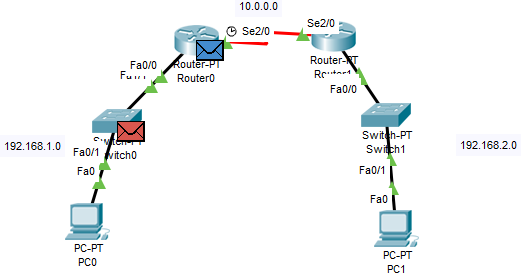 10.0.0.0
Se2/0
Se2/0
Router-PT
Router0
Router-PT
Router1
Fa0/0
Fa0/0
Switch-PT
Switch1
192.168.1.0
192.168.2.0
Fa0/1
Fa0/1
Fa0
Fa0
PC-PT
PC0
PC-PT
PC1